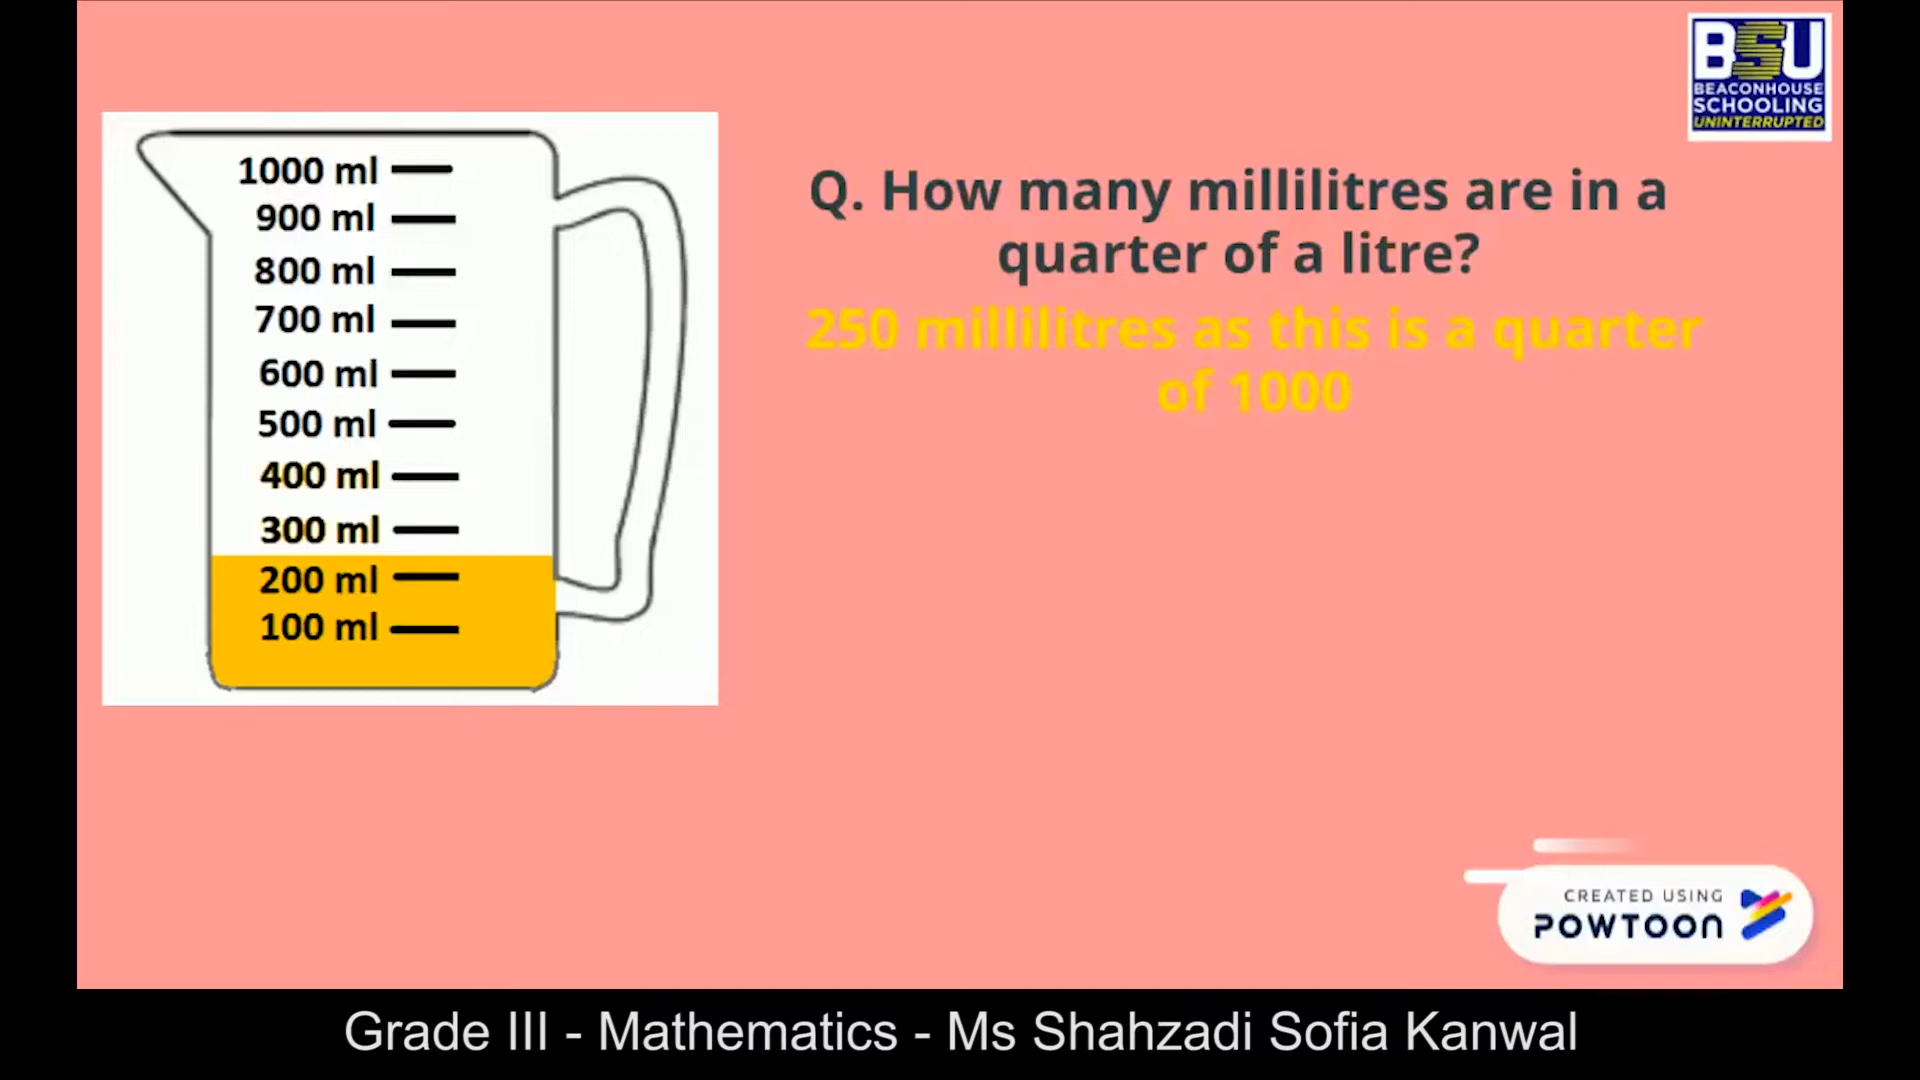 BSU
BEACONHOUSE
SCHOOLING
UNINTERRUPTED
1000 ml
900 ml
800 ml
700 ml
600 ml
500 ml
400 ml
300 ml
200 ml
100 ml
Q. How many millilitres are in a
quarter of a litre?
250 millilitres as this is a quarter
of 1000
CREATED USING
POWTOON
Grade III - Mathematics - Ms Shahzadi Sofia Kanwal